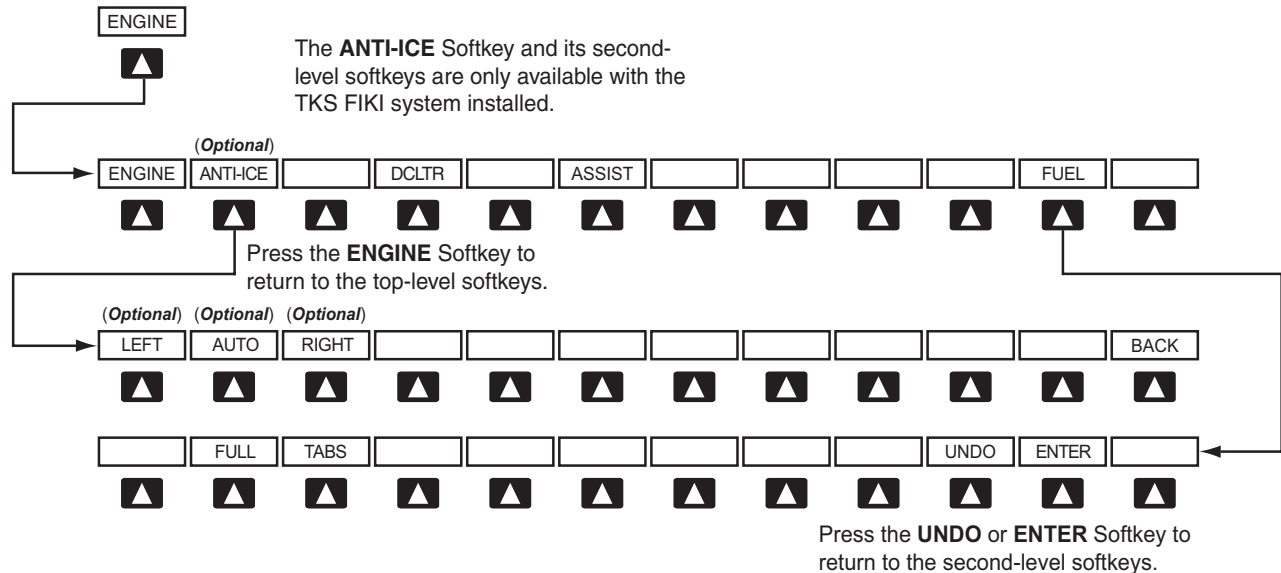 ENGINE
The ANTI-ICE Softkey and its second-
level softkeys are only available with the
TKS FIKI system installed.
(Optional)
ENGINE ANTI-ICE DCLTR ASSIST FUEL
Press the ENGINE Softkey to
return to the top-level softkeys.
(Optional) (Optional) (Optional)
LEFT AUTO RIGHT BACK
FULL TABS UNDO ENTER
Press the UNDO or ENTER Softkey to
return to the second-level softkeys.